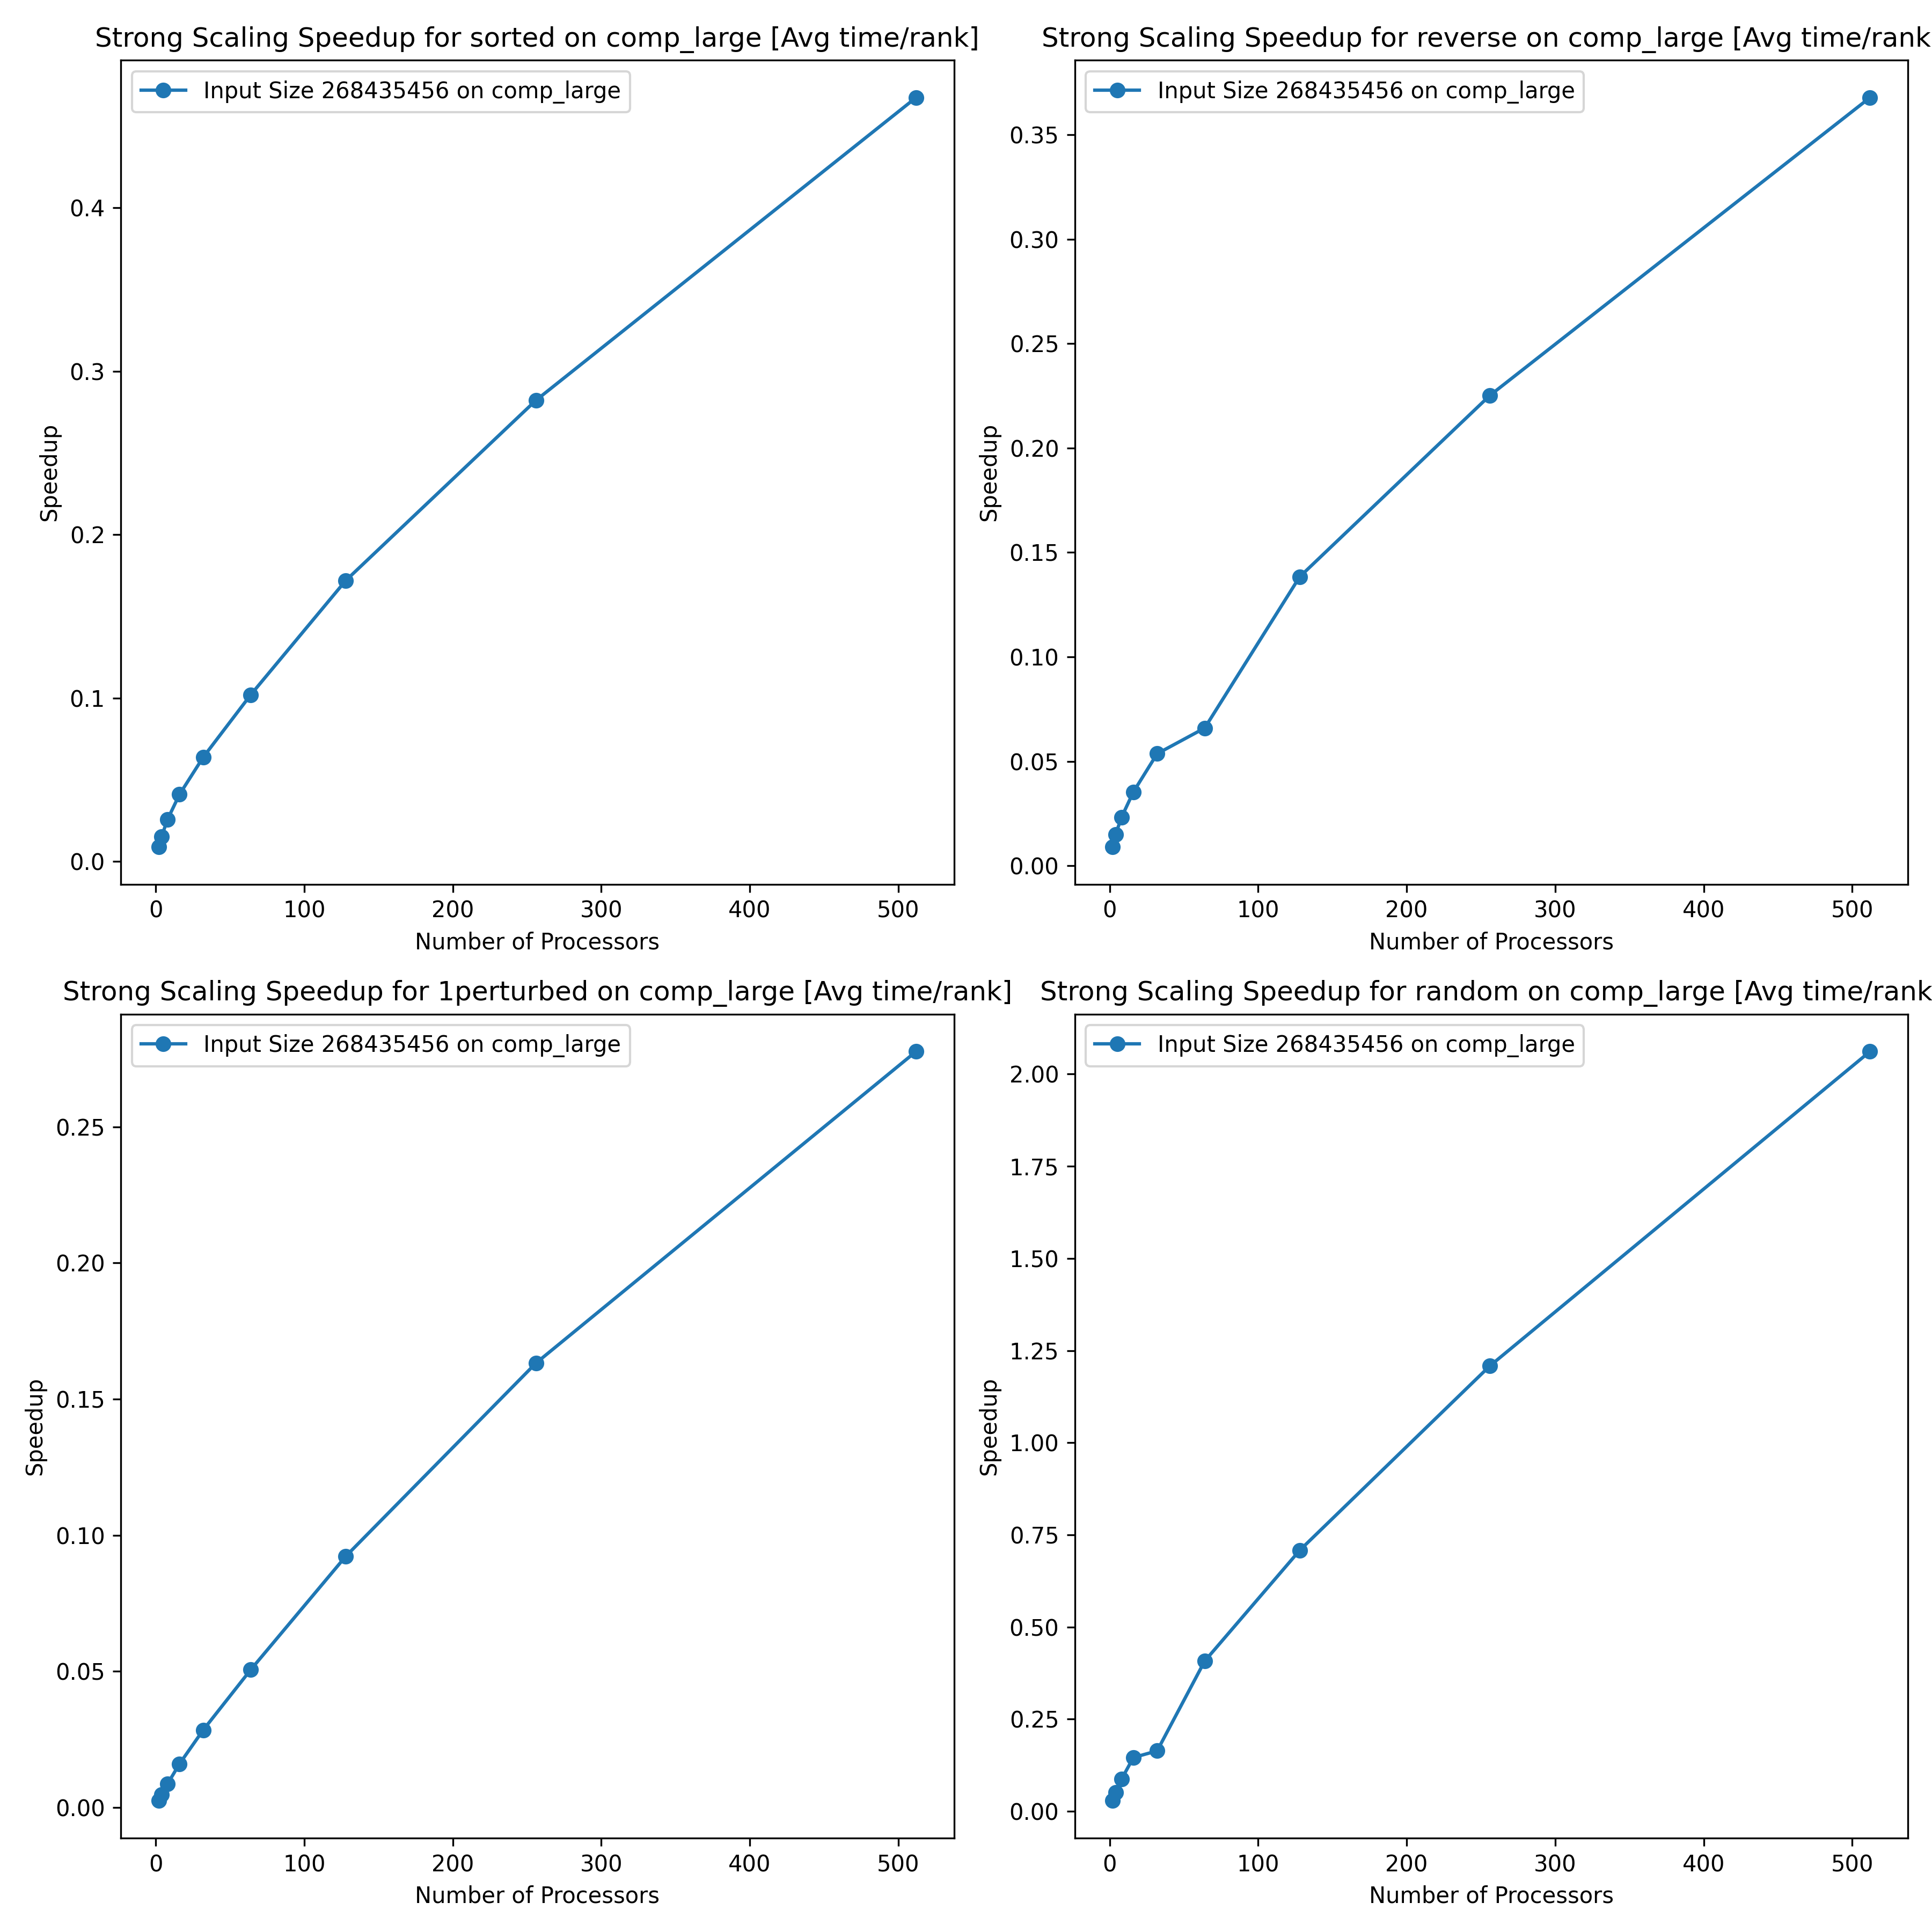 Strong Scaling Speedup for sorted on comp_large [Avg time/rank]
Input Size 268435456 on comp_large
Speedup
0.4
0.3
0.2
0.1
0.0
0 100 200 300 400 500
Number of Processors
Strong Scaling Speedup for reverse on comp_large [Avg time/rank
Input Size 268435456 on comp_large
Speedup
0.35
0.30
0.25
0.20
0.15
0.10
0.05
0.00
0 100 200 300 400 500
Number of Processors
Strong Scaling Speedup for 1perturbed on comp_large [Avg time/rank]
Input Size 268435456 on comp_large
Speedup
0.25
0.20
0.15
0.10
0.05
0.00
0 100 200 300 400 500
Number of Processors
Strong Scaling Speedup for random on comp_large [Avg time/rank
Input Size 268435456 on comp_large
Speedup
2.00
1.75
1.50
1.25
1.00
0.75
0.50
0.25
0.00
0 100 200 300 400 500
Number of Processors